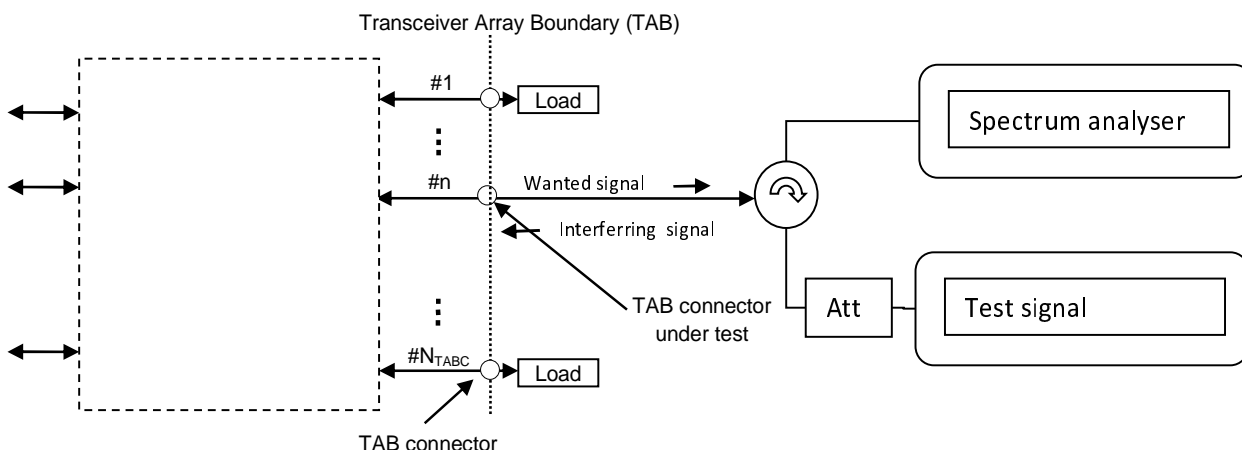 Transceiver Array Boundary (TAB)
#1
Load
Spectrum analyser
#n
Wanted signal
Interferring signal
TAB connector
under test
Att
Test signal
#NTABC
Load
TAB connector